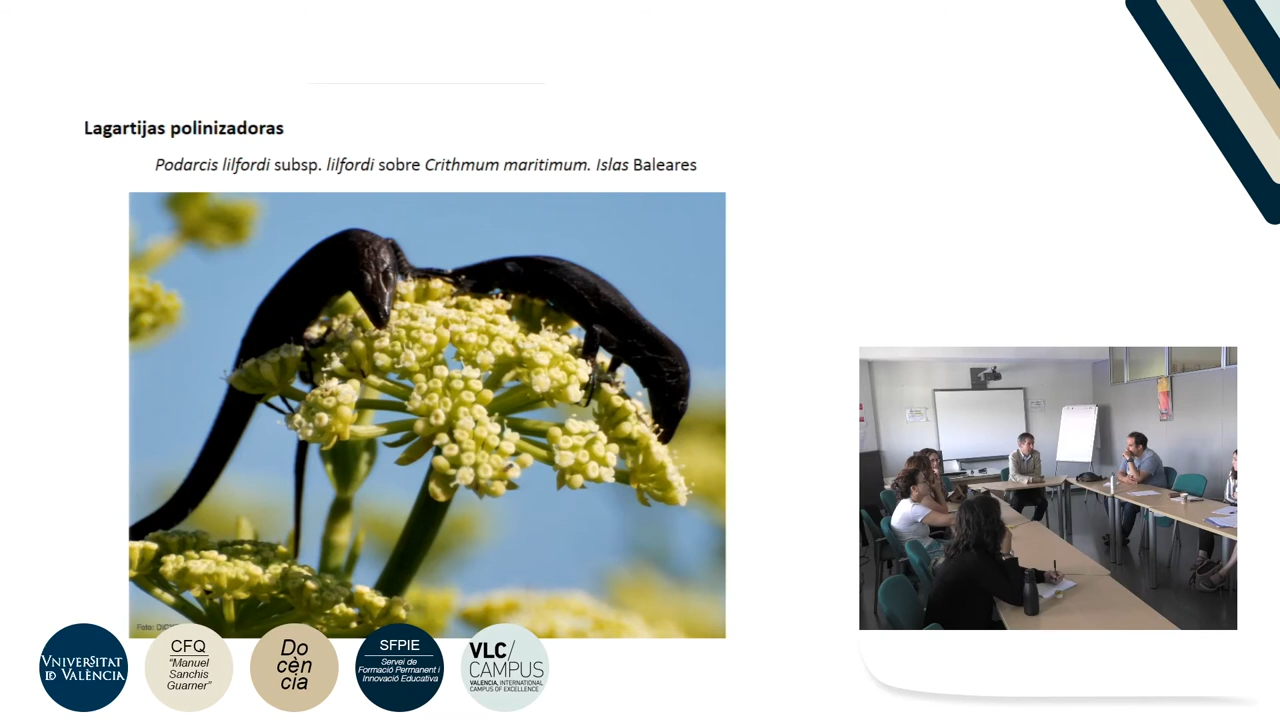 Lagartijas polinizadoras
Podarcis lilfordi subsp. lilfordi sobre Crithmum maritimum. Islas Baleares
Foto:
VNIVERSITAT
ID VALÈNCIA
CFQ
“Manuel
Sanchis
Guarner”
Do
cèn
cia
SFPIE
Servei de
Formació Permanent i
Innovació Educativa
VLC/
CAMPUS
VALENCIA, INTERNATIONAL
CAMPUS OF EXCELLENCE